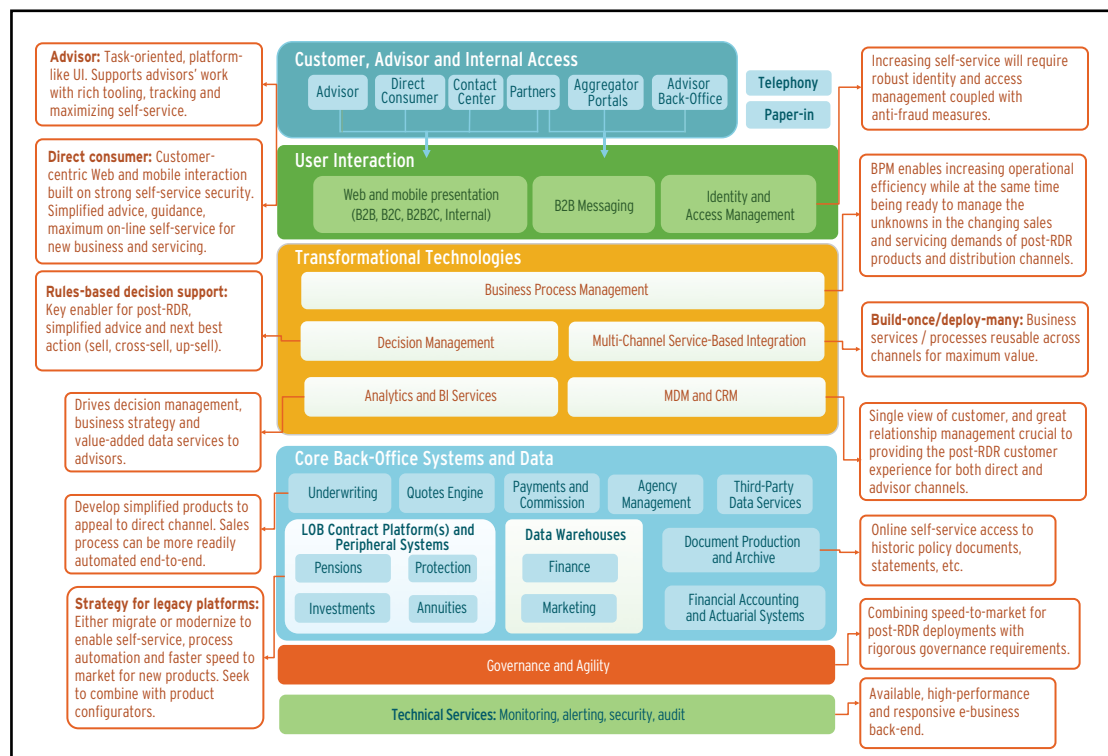 Advisor: Task-oriented, platform-
like UI. Supports advisors' work
with rich tooling, tracking and
maximizing self-service.
Direct consumer: Customer-
centric Web and mobile interaction
built on strong self-service security.
Simplified advice, guidance,
maximum on-line self-service for
new business and servicing.
Rules-based decision support:
Key enabler for post-RDR,
simplified advice and next best
action (sell, cross-sell, up-sell).
Drives decision management,
business strategy and
value-added data services to
advisors.
Develop simplified products to
appeal to direct channel. Sales
process can be more readily
automated end-to-end.
Strategy for legacy platforms:
Either migrate or modernize to
enable self-service, process
automation and faster speed to
market for new products. Seek
to combine with product
configurators.
Customer, Advisor and Internal Access
Advisor
Direct
Consumer
Contact
Center
Partners
Aggregator
Portals
Advisor
Back-Office
Telephony
Paper-in
User Interaction
Web and mobile presentation
(B2B, B2C, B2B2C, Internal)
B2B Messaging
Identity and
Access Management
Transformational Technologies
Business Process Management
Decision Management
Multi-Channel Service-Based Integration
Analytics and BI Services
MDM and CRM
Core Back-Office Systems and Data
Underwriting
Quotes Engine
Payments and
Commission
Agency
Management
Third-Party
Data Services
LOB Contract Platform(s) and
Peripheral Systems
Pensions
Protection
Investments
Annuities
Data Warehouses
Finance
Marketing
Document Production
and Archive
Financial Accounting
and Actuarial Systems
Governance and Agility
Technical Services: Monitoring, alerting, security, audit
Increasing self-service will require
robust identity and access
management coupled with
anti-fraud measures.
BPM enables increasing operational
efficiency while at the same time
being ready to manage the
unknowns in the changing sales
and servicing demands of post-RDR
products and distribution channels.
Build-once/deploy-many: Business
services / processes reusable across
channels for maximum value.
Single view of customer, and great
relationship management crucial to
providing the post-RDR customer
experience for both direct and
advisor channels.
Online self-service access to
historic policy documents,
statements, etc.
Combining speed-to-market for
post-RDR deployments with
rigorous governance requirements.
Available, high-performance
and responsive e-business
back-end.